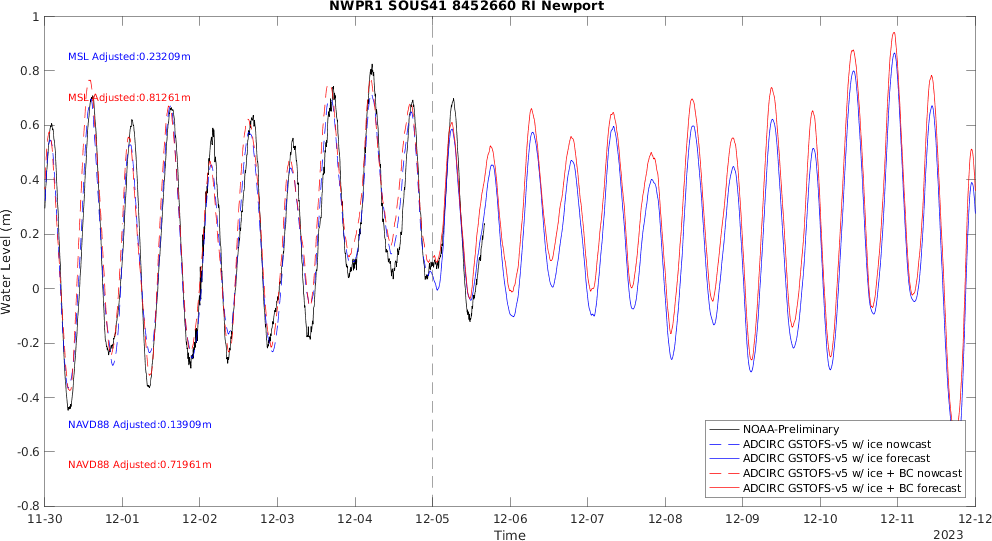 NWPR1 SOUS41 8452660 RI Newport
1
0.8
0.6
0.4
0.2
0
-0.2
-0.4
-0.6
-0.8
Water Level (m)
MSL Adjusted:0.23209m
MSL Adjusted:0.81261m
NAVD88 Adjusted:0.13909m
NAVD88 Adjusted:0.71961m
NOAA-Preliminary
ADCIRC GSTOFS-v5 w/ ice nowcast
ADCIRC GSTOFS-v5 w/ ice forecast
ADCIRC GSTOFS-v5 w/ ice + BC nowcast
ADCIRC GSTOFS-v5 w/ ice + BC forecast
11-30 12-01 12-02 12-03 12-04 12-05 12-06 12-07 12-08 12-09 12-10 12-11 12-12
Time
2023